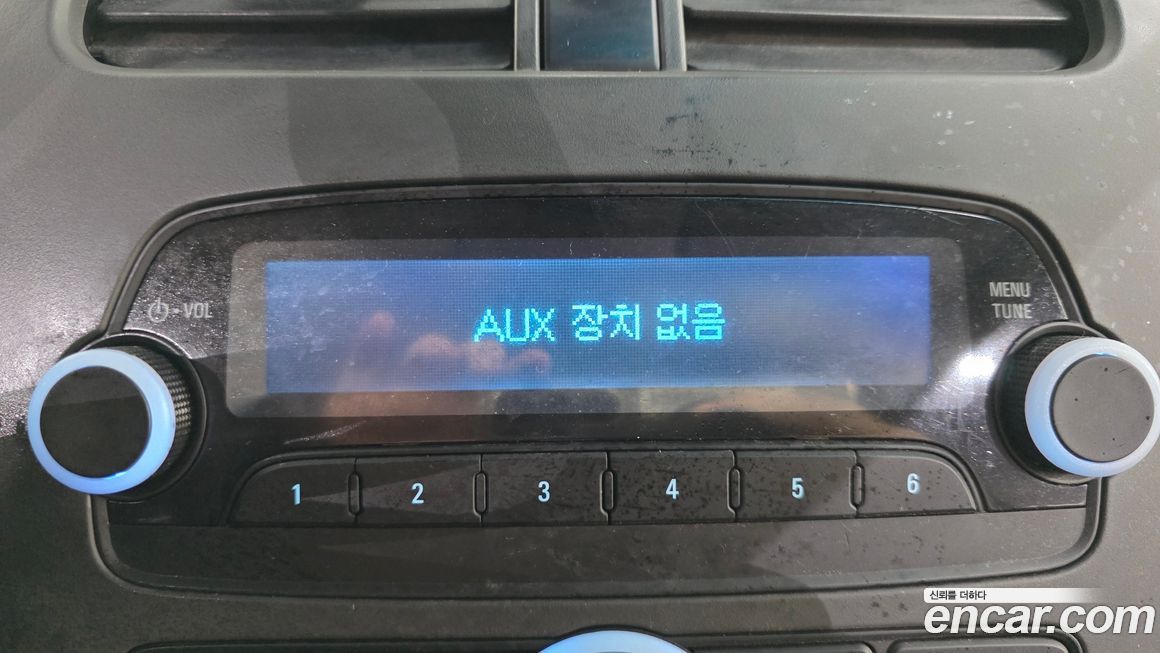 - VOL
AUX 장치 없음
MENU
TUNE
1 2 3 4 5 6
신뢰를 더하다
encar.com